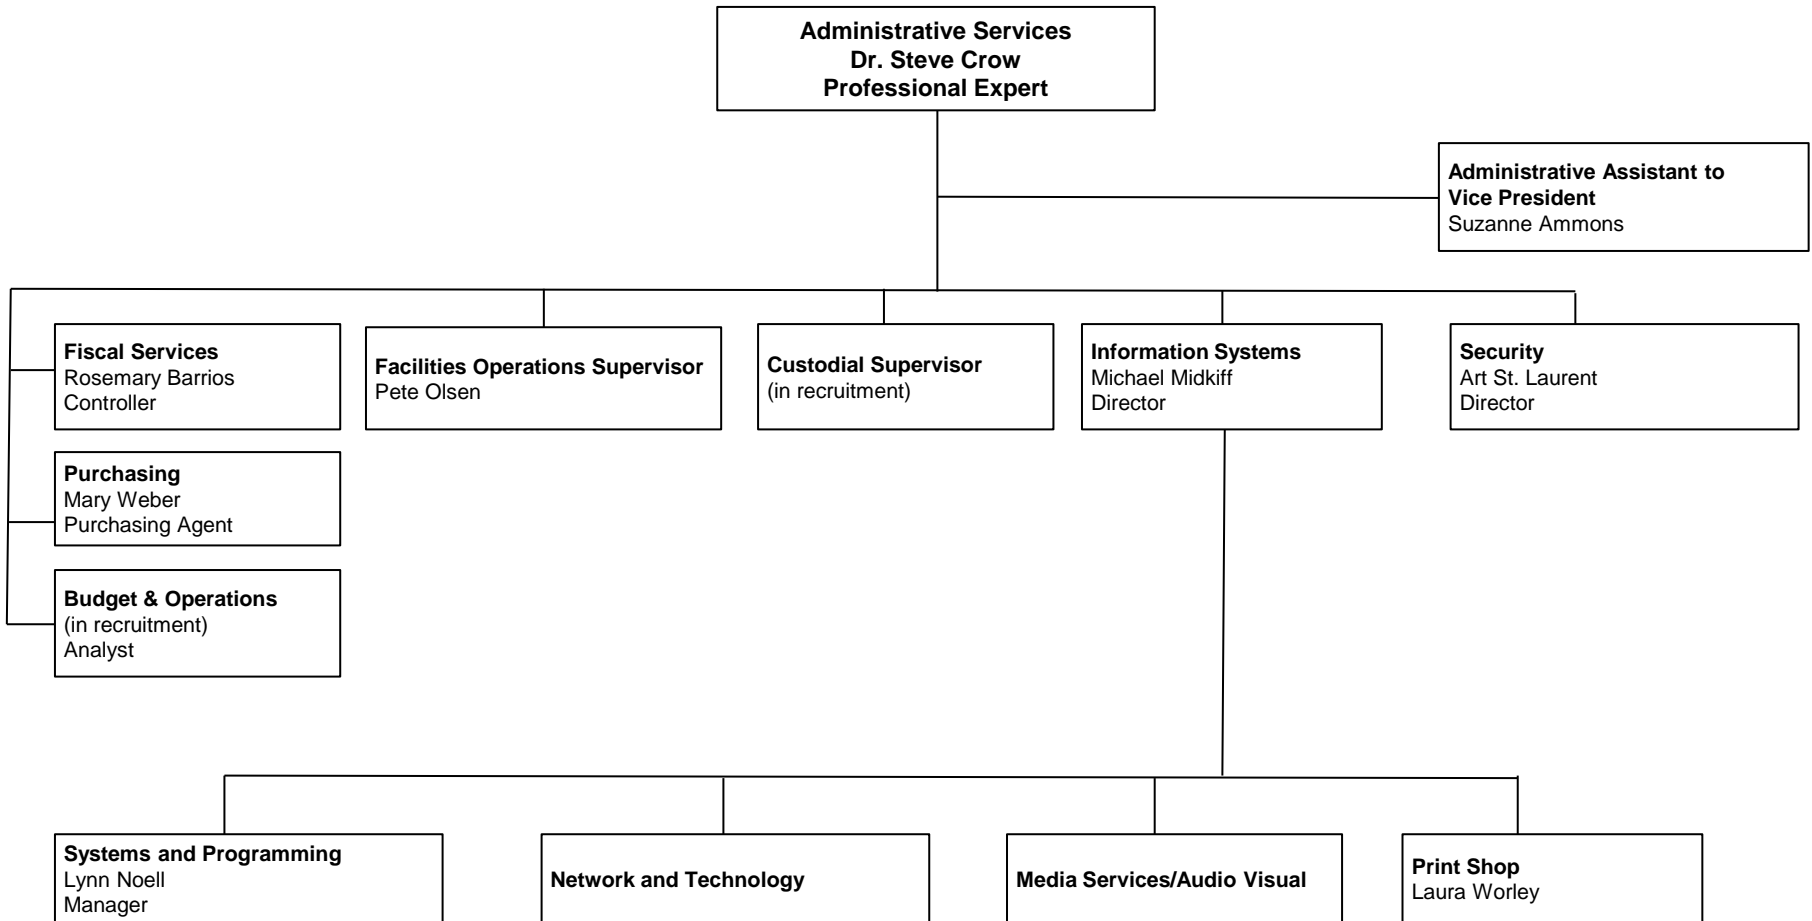 Administrative Services
Dr. Steve Crow
Professional Expert
Administrative Assistant to
Vice President
Suzanne Ammons
Fiscal Services
Rosemary Barrios
Controller
Facilities Operations Supervisor
Pete Olsen
Custodial Supervisor
(in recruitment)
Information Systems
Michael Midkiff
Director
Security
Art St. Laurent
Director
Purchasing
Mary Weber
Purchasing Agent
Budget & Operations
(in recruitment)
Analyst
Systems and Programming
Lynn Noell
Manager
Network and Technology
Media Services/Audio Visual
Print Shop
Laura Worley